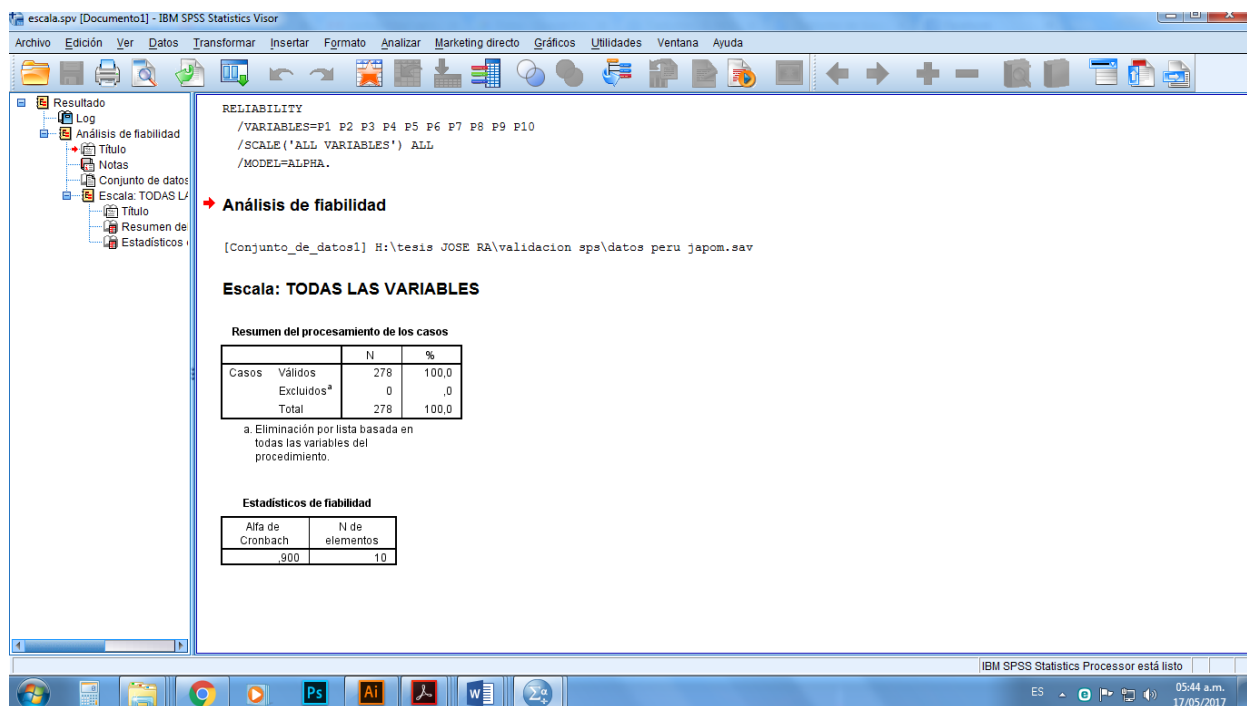 escala.spv [Documento1] - IBM SPSS Statistics Visor
Archivo Edición Ver Datos Transformar Insertar Formato Analizar Marketing directo Gráficos Utilidades Ventana Ayuda
Resultado
Log
Análisis de fiabilidad
Título
Notas
Conjunto de datos
Escala: TODAS LA
Título
Resumen de
Estadísticos
RELIABILITY
/VARIABLES=P1 P2 P3 P4 P5 P6 P7 P8 P9 P10
/SCALE('ALL VARIABLES') ALL
/MODEL=ALPHA.
Análisis de fiabilidad
[Conjunto_de_datos1] H:\tesis JOSE RA\validacion sps\datos peru japom.sav
Escala: TODAS LAS VARIABLES
Resumen del procesamiento de los casos
N %
Casos Válidos 278 100,0
Excluidosª 0 ,0
Total 278 100,0
a. Eliminación por lista basada en
todas las variables del
procedimiento.
Estadísticos de fiabilidad
Alfa de Cronbach N de elementos
,900 10
IBM SPSS Statistics Processor está listo
Ps Ai W Σα
ES 05:44 a.m.
17/05/2017